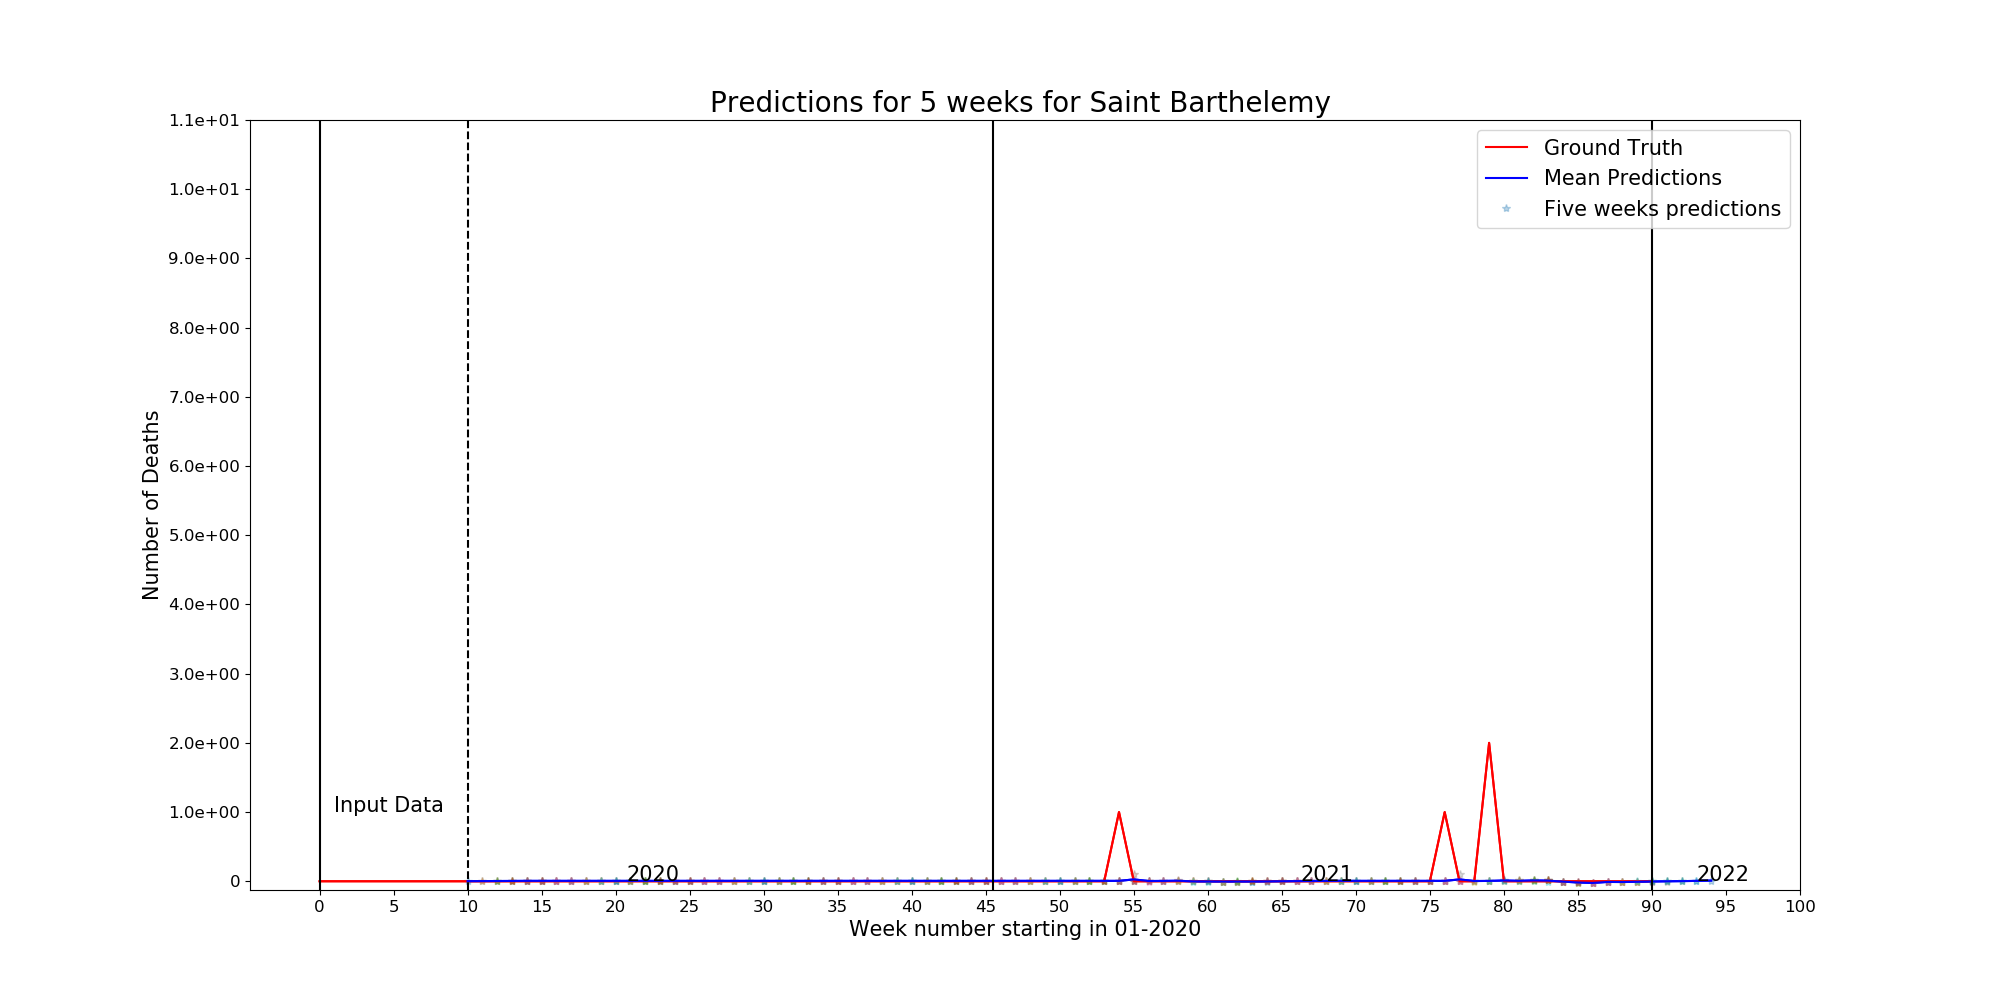 Predictions for 5 weeks for Saint Barthelemy
1.1e+01
1.0e+01
9.0e+00
8.0e+00
7.0e+00
6.0e+00
5.0e+00
4.0e+00
3.0e+00
2.0e+00
1.0e+00
0
Number of Deaths
Ground Truth
Mean Predictions
Five weeks predictions
Input Data
2020
2021
2022
0 5 10 15 20 25 30 35 40 45 50 55 60 65 70 75 80 85 90 95 100
Week number starting in 01-2020